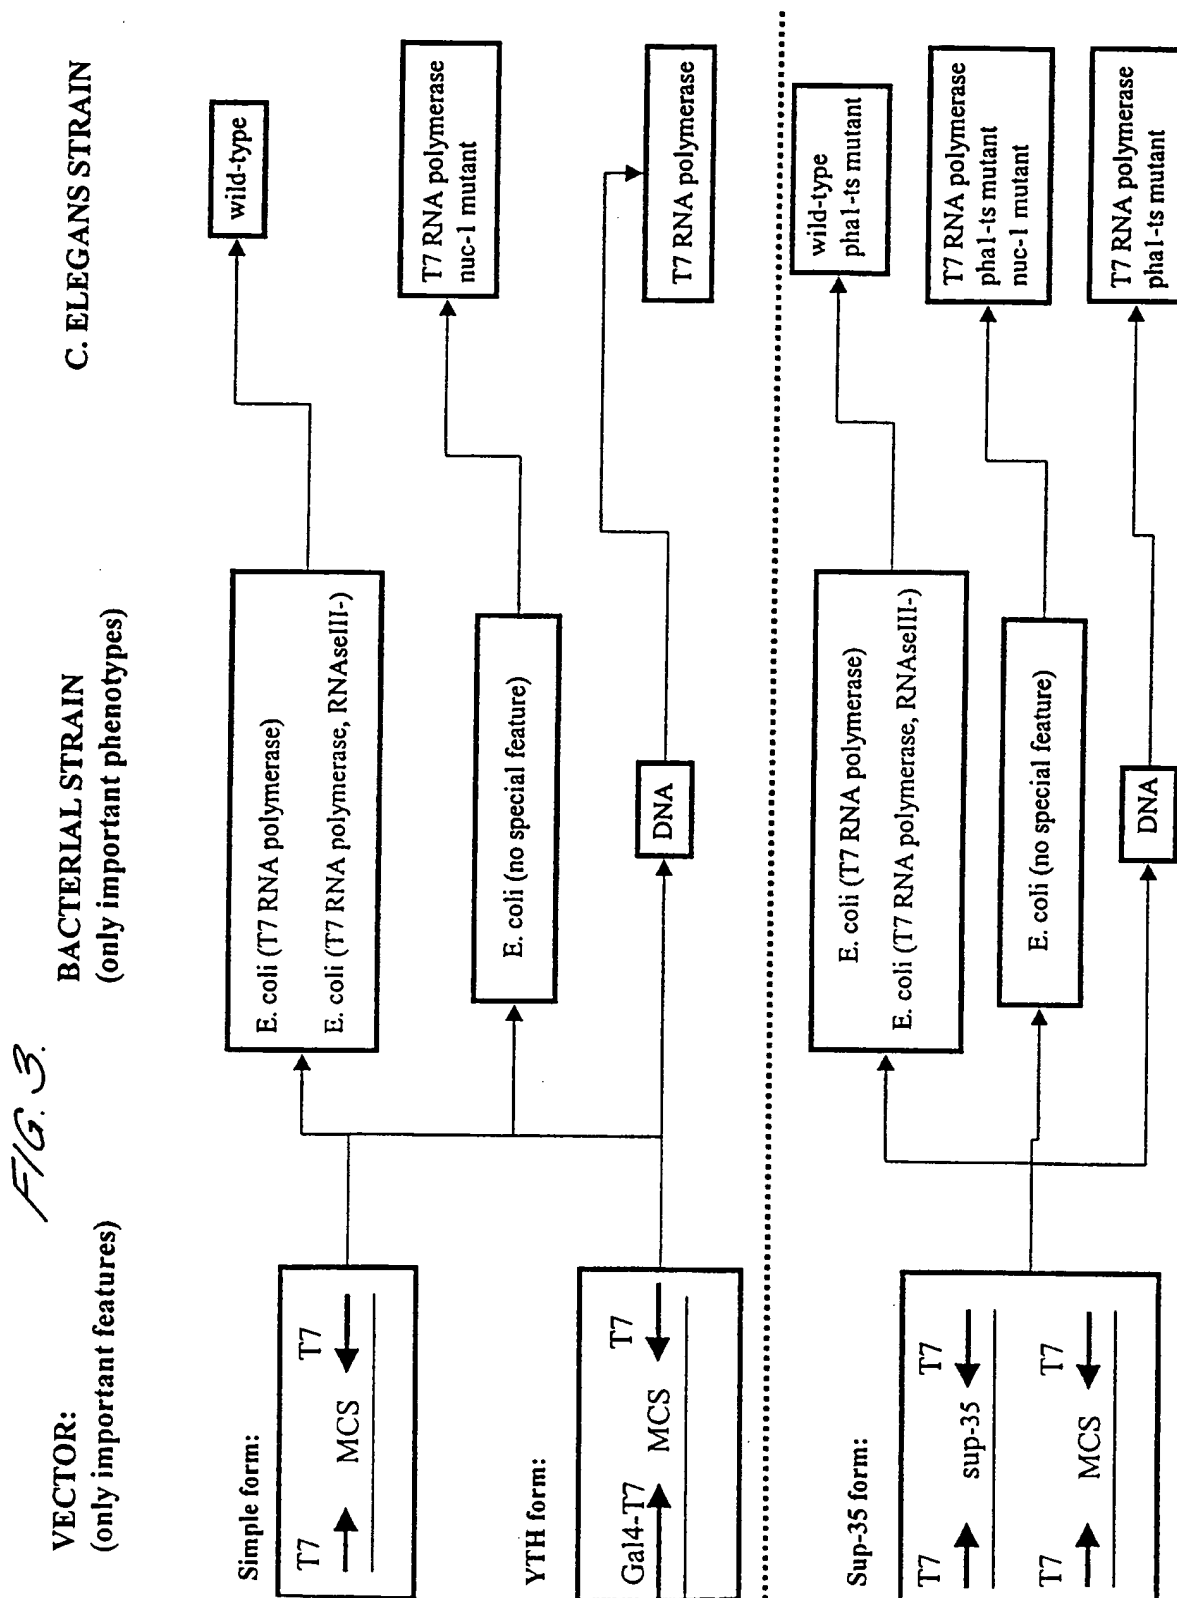 FIG. 3.
VECTOR:
(only important features)
BACTERIAL STRAIN
(only important phenotypes)
C. ELEGANS STRAIN
Simple form:
T7
T7
MCS
YTH form:
Gal4-T7
T7
MCS
E. coli (T7 RNA polymerase)
E. coli (T7 RNA polymerase, RNAseIII-)
E. coli (no special feature)
DNA
wild-type
T7 RNA polymerase
nuc-1 mutant
T7 RNA polymerase
Sup-35 form:
T7
T7
sup-35
T7
T7
MCS
E. coli (T7 RNA polymerase)
E. coli (T7 RNA polymerase, RNAseIII-)
E. coli (no special feature)
DNA
wild-type
pha1-ts mutant
T7 RNA polymerase
pha1-ts mutant
nuc-1 mutant
T7 RNA polymerase
pha1-ts mutant